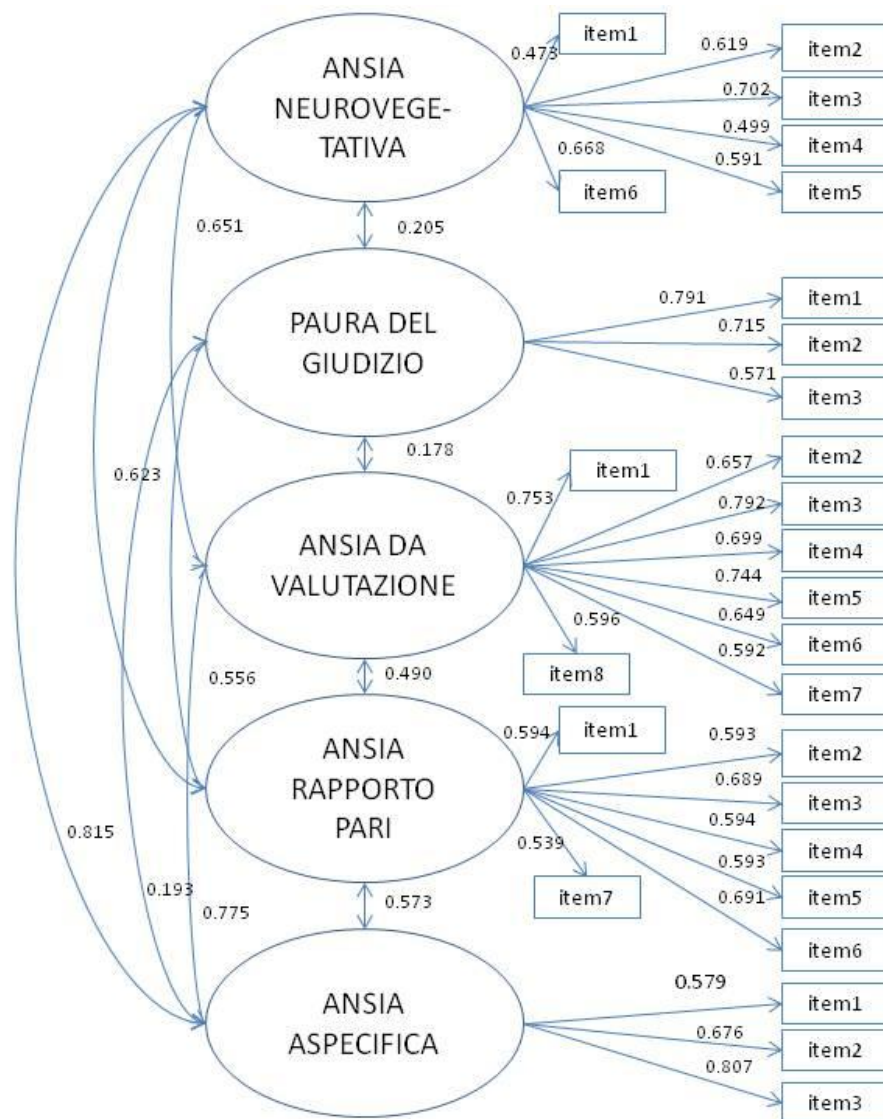 item1
0.473
0.619
item2
ANSIA
NEUROVEGE-
TATIVA
0.702
item3
0.499
item4
0.668
0.591
item5
item6
0.651
0.205
PAURA DEL
GIUDIZIO
0.791
item1
0.715
item2
0.571
item3
0.623
0.178
ANSIA DA
VALUTAZIONE
0.753
item1
0.657
item2
0.792
item3
0.699
item4
0.744
item5
0.596
0.649
item6
0.592
item8
item7
0.556
0.490
ANSIA
RAPPORTO
PARI
0.594
item1
0.593
item2
0.689
item3
0.594
item4
0.539
0.593
item5
item7
0.691
item6
0.815
0.193
0.775
0.573
ANSIA
ASPECIFICA
0.579
item1
0.676
item2
0.807
item3